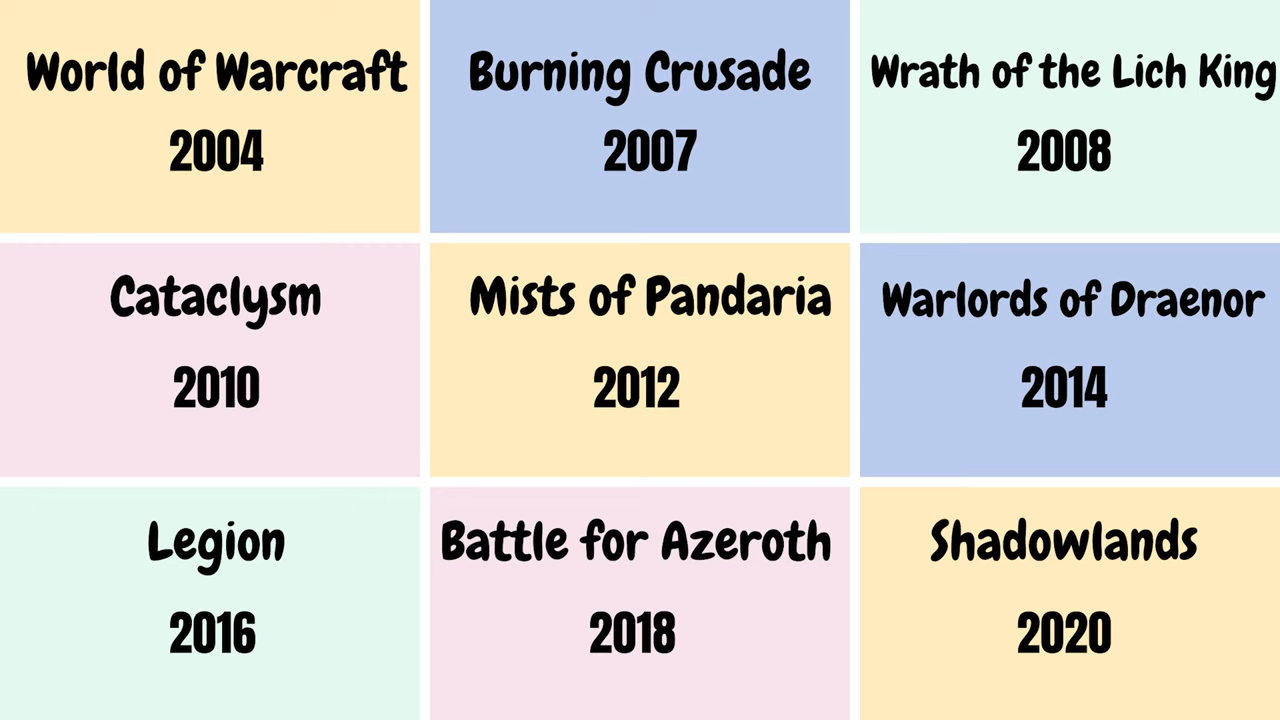 World of Warcraft
2004
Burning Crusade
2007
Wrath of the Lich King
2008
Cataclysm
2010
Mists of Pandaria
2012
Warlords of Draenor
2014
Legion
2016
Battle for Azeroth
2018
Shadowlands
2020